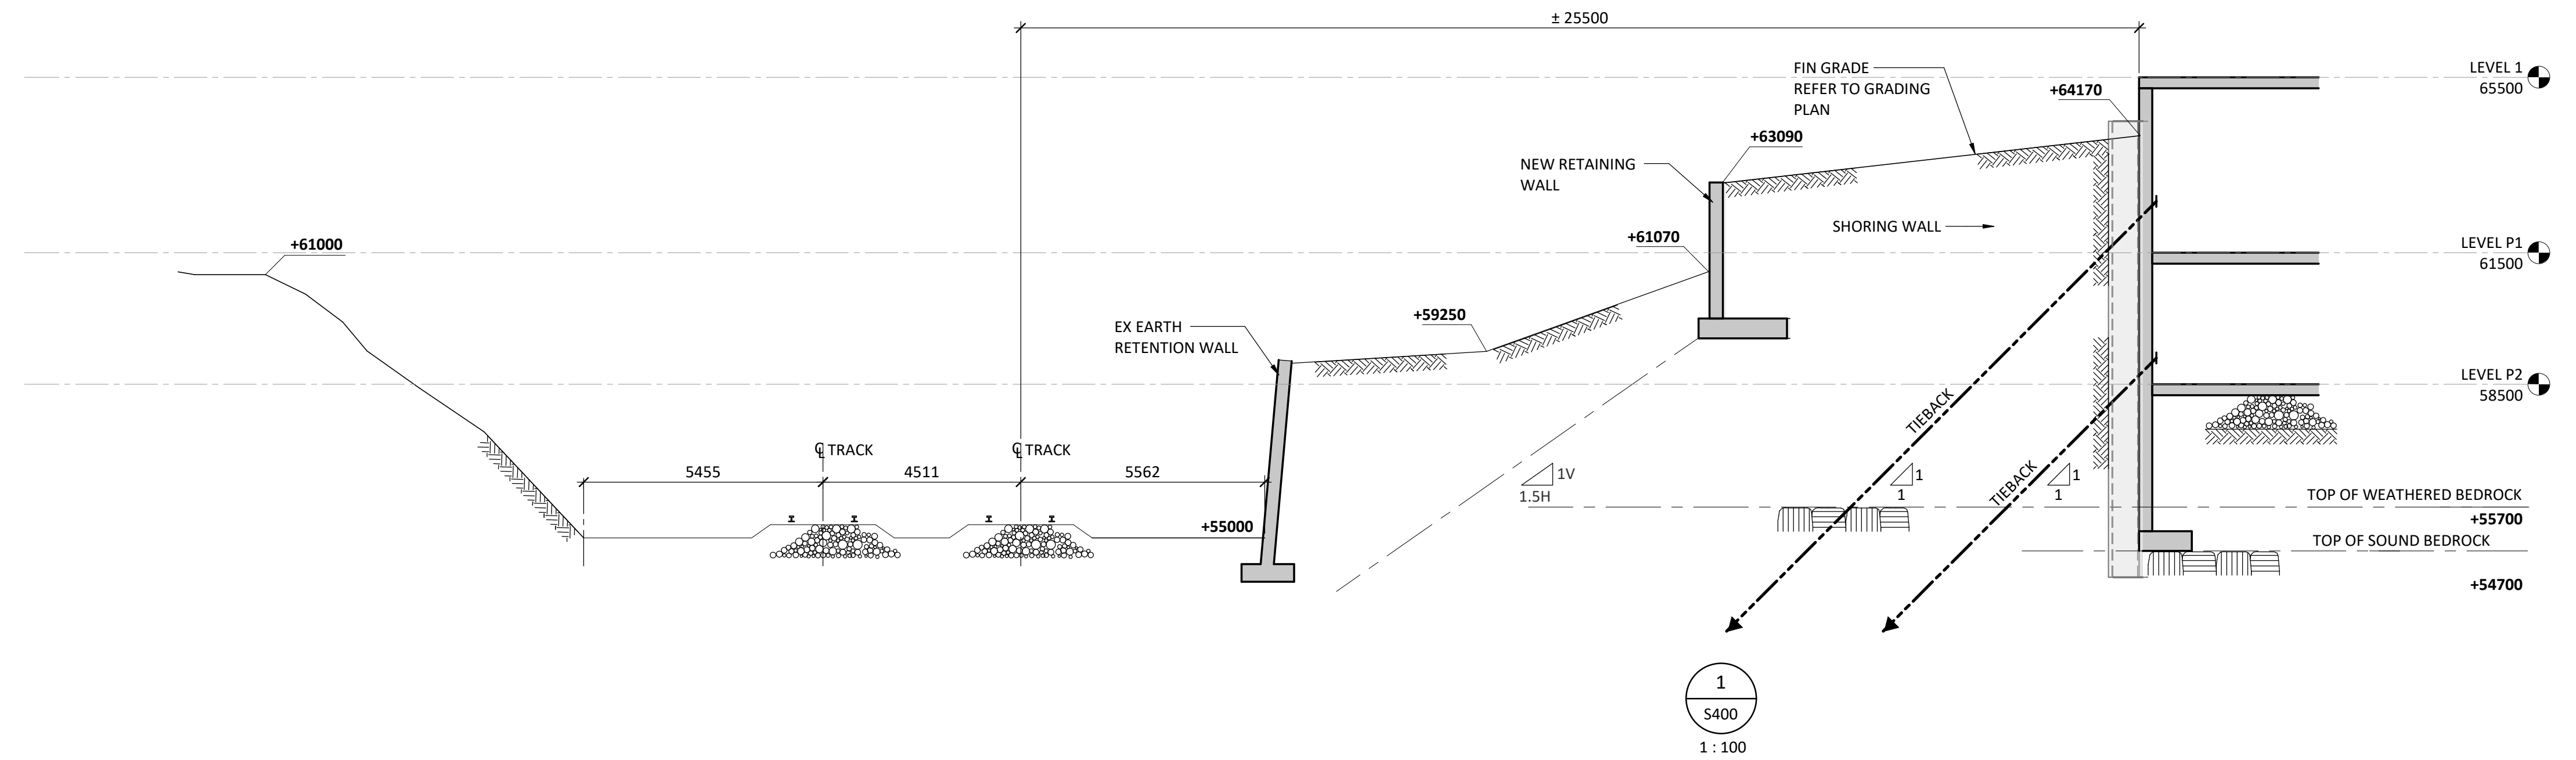 ± 25500
FIN GRADE
REFER TO GRADING
PLAN
+64170
LEVEL 1
65500
+63090
NEW RETAINING
WALL
SHORING WALL
+61070
+61000
LEVEL P1
61500
EX EARTH
RETENTION WALL
+59250
LEVEL P2
58500
TIEBACK
TIEBACK
℄ TRACK
℄ TRACK
5455
4511
5562
1V
1.5H
1
1
1
1
+55000
TOP OF WEATHERED BEDROCK
+55700
TOP OF SOUND BEDROCK
+54700
1
S400
1 : 100